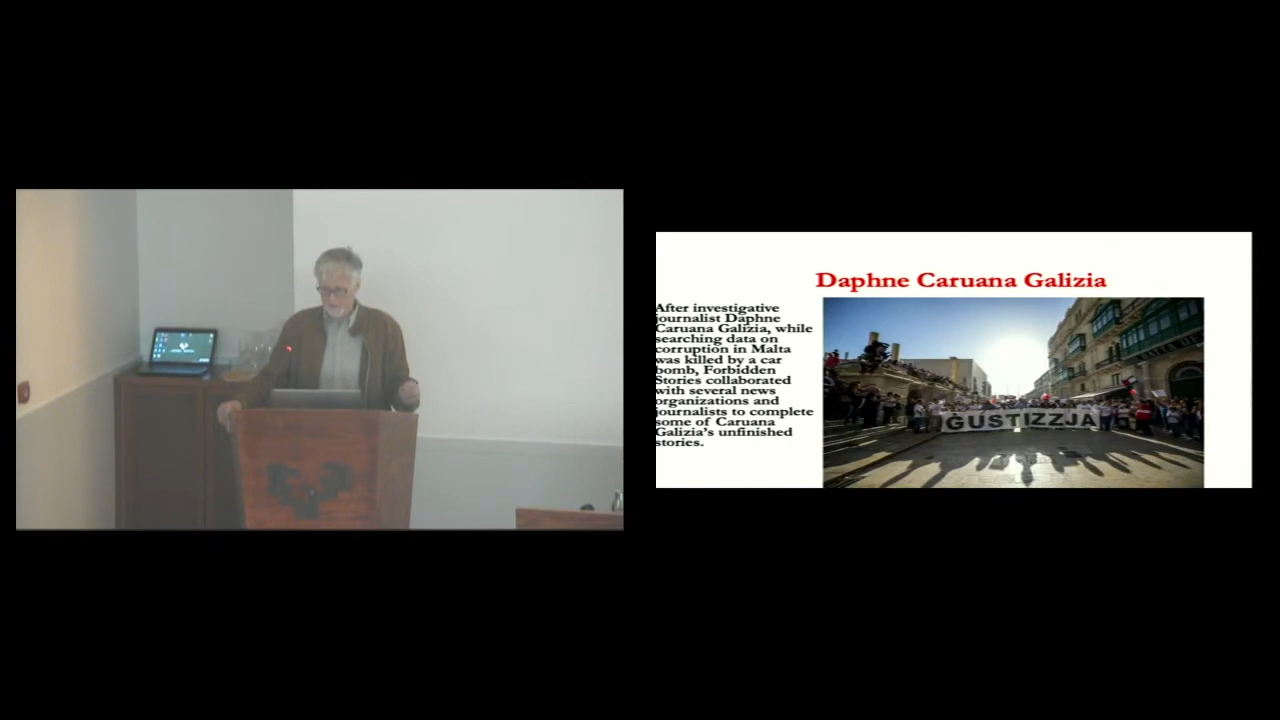 Daphne Caruana Galizia
After investigative
journalist Daphne
Caruana Galizia, while
searching data on
corruption in Malta
was killed by a car
bomb, Forbidden
Stories collaborated
with several news
organizations and
journalists to complete
some of Caruana
Galizia's unfinished
stories.
ĠUSTIZZJA